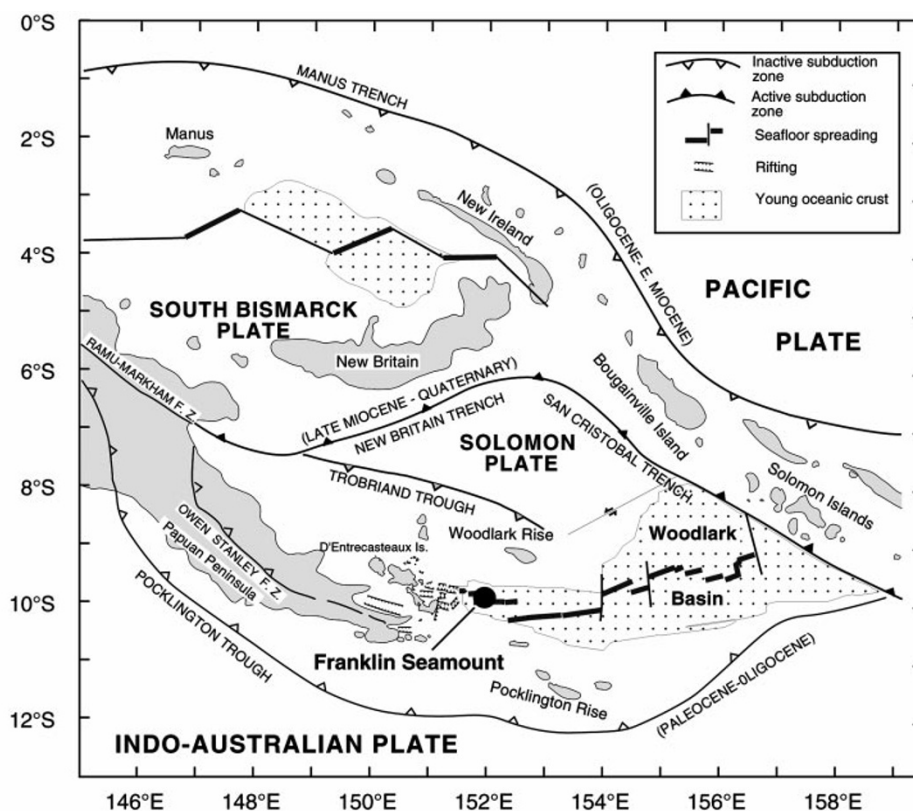 0°S
2°S
4°S
6°S
8°S
10°S
12°S
146°E
148°E
150°E
152°E
154°E
156°E
158°E
Inactive subduction
zone
Active subduction
zone
Seafloor spreading
Rifting
Young oceanic crust
MANUS TRENCH
Manus
New Ireland
(OLIGOCENE- E. MIOCENE)
PACIFIC
PLATE
SOUTH BISMARCK
PLATE
New Britain
RAMU-MARKHAM F. Z.
(LATE MIOCENE - QUATERNARY)
NEW BRITAIN TRENCH
SAN CRISTOBAL TRENCH
Bougainville Island
SOLOMON
PLATE
Solomon Islands
TROBRIAND TROUGH
Woodlark Rise
Woodlark
Basin
D'Entrecasteaux Is.
OWEN STANLEY F. Z.
Papuan Peninsula
POCKLINGTON TROUGH
Franklin Seamount
Pocklington Rise
(PALEOCENE-OLIGOCENE)
INDO-AUSTRALIAN PLATE